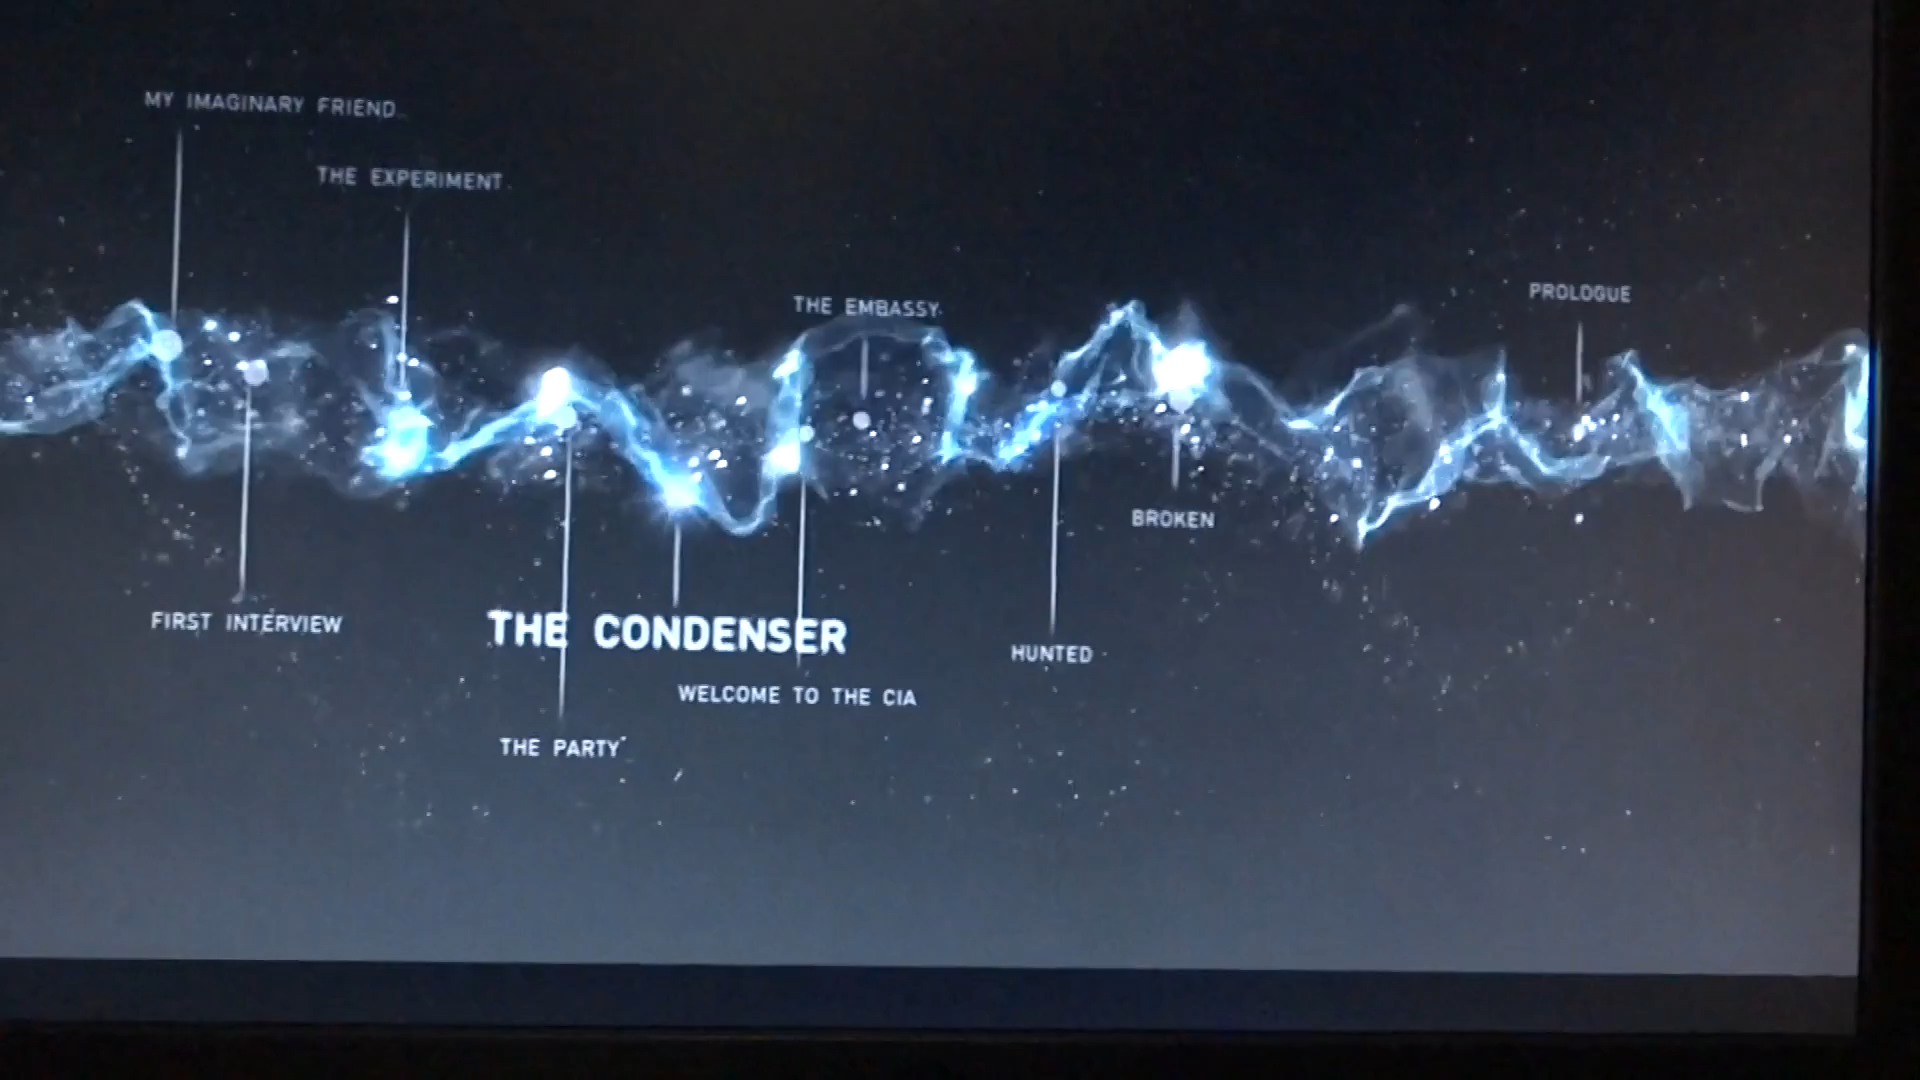 MY IMAGINARY FRIEND
THE EXPERIMENT
THE EMBASSY
PROLOGUE
BROKEN
FIRST INTERVIEW
THE CONDENSER
HUNTED
WELCOME TO THE CIA
THE PARTY